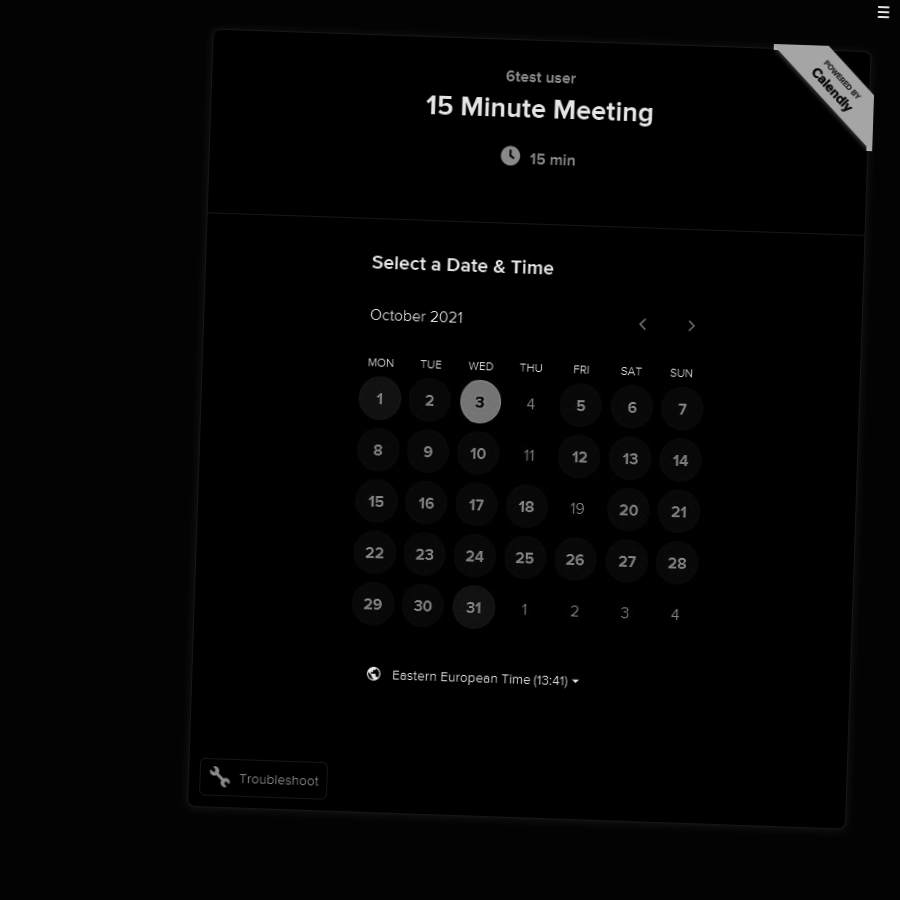 POWERED BY
Calendly
6test user
15 Minute Meeting
15 min
Select a Date & Time
October 2021
MON TUE WED THU FRI SAT SUN
1 2 3 4 5 6 7
8 9 10 11 12 13 14
15 16 17 18 19 20 21
22 23 24 25 26 27 28
29 30 31 1 2 3 4
Eastern European Time (13:41)
Troubleshoot